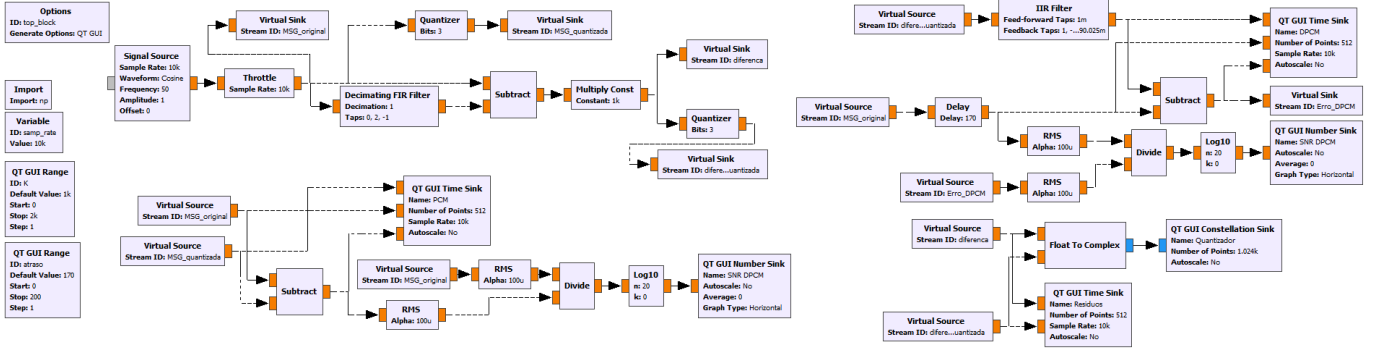 Options
ID: top_block
Generate Options: QT GUI
Import
Import: np
Variable
ID: samp_rate
Value: 10k
QT GUI Range
ID: K
Default Value: 1k
Start: 0
Stop: 2k
Step: 1
QT GUI Range
ID: atraso
Default Value: 170
Start: 0
Stop: 200
Step: 1
Signal Source
Sample Rate: 10k
Waveform: Cosine
Frequency: 50
Amplitude: 1
Offset: 0
Throttle
Sample Rate: 10k
Virtual Sink
Stream ID: MSG_original
Quantizer
Bits: 3
Virtual Sink
Stream ID: MSG_quantizada
Decimating FIR Filter
Decimation: 1
Taps: 0, 2, -1
Subtract
Multiply Const
Constant: 1k
Virtual Sink
Stream ID: diferenca
Quantizer
Bits: 3
Virtual Sink
Stream ID: difere...uantizada
Virtual Source
Stream ID: MSG_original
Virtual Source
Stream ID: MSG_quantizada
QT GUI Time Sink
Name: PCM
Number of Points: 512
Sample Rate: 10k
Autoscale: No
Subtract
Virtual Source
Stream ID: MSG_original
RMS
Alpha: 100u
RMS
Alpha: 100u
Divide
Log10
n: 20
k: 0
QT GUI Number Sink
Name: SNR DPCM
Autoscale: No
Average: 0
Graph Type: Horizontal
Virtual Source
Stream ID: difere...uantizada
IIR Filter
Feed-forward Taps: 1m
Feedback Taps: 1, -...90.025m
QT GUI Time Sink
Name: DPCM
Number of Points: 512
Sample Rate: 10k
Autoscale: No
Virtual Source
Stream ID: MSG_original
Delay
Delay: 170
Subtract
Virtual Sink
Stream ID: Erro_DPCM
RMS
Alpha: 100u
Divide
Log10
n: 20
k: 0
QT GUI Number Sink
Name: SNR DPCM
Autoscale: No
Average: 0
Graph Type: Horizontal
Virtual Source
Stream ID: Erro_DPCM
RMS
Alpha: 100u
Virtual Source
Stream ID: diferenca
Float To Complex
QT GUI Constellation Sink
Name: Quantizador
Number of Points: 1.024k
Autoscale: No
QT GUI Time Sink
Name: Residuos
Number of Points: 512
Sample Rate: 10k
Autoscale: No
Virtual Source
Stream ID: difere...uantizada